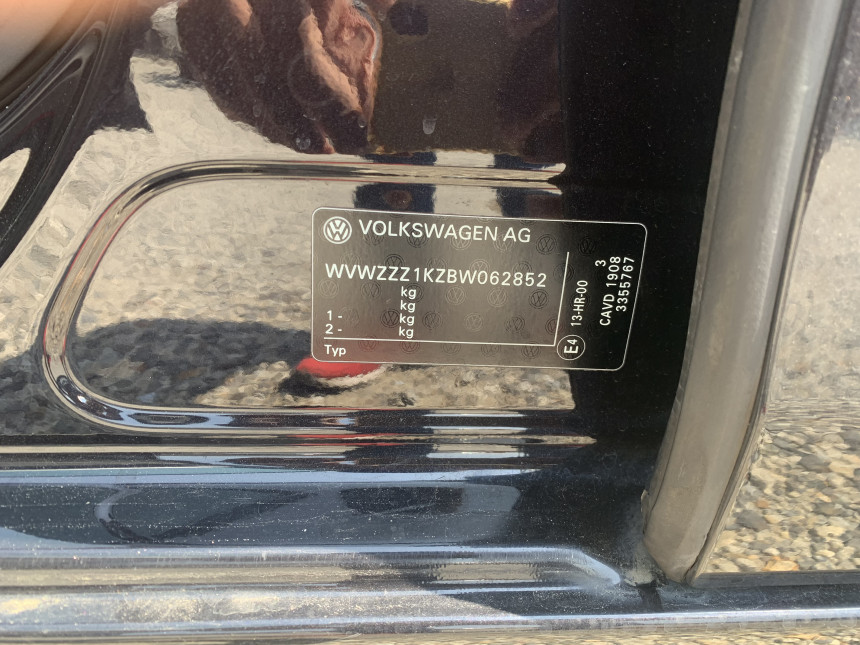 VOLKSWAGEN AG
WVWZZZ1KZBW062852
kg
kg
1 - kg
2 - kg
Typ
E4 13-HR-00
3
CAVD 1908
3355767